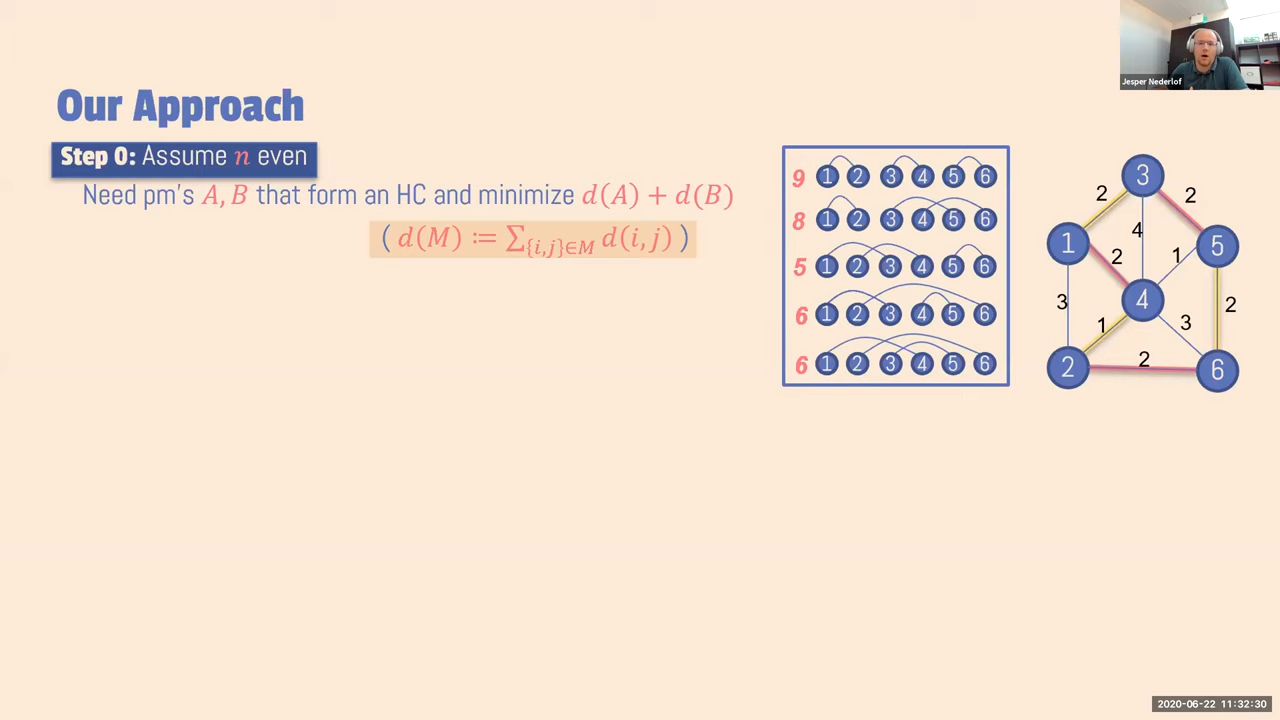 Jesper Nederlof
Our Approach
Step 0: Assume n even
Need pm's A, B that form an HC and minimize d(A) + d(B)
( d(M) ≔ ∑_{{i,j}∈M} d(i,j) )
9 1 2 3 4 5 6
8 1 2 3 4 5 6
5 1 2 3 4 5 6
6 1 2 3 4 5 6
6 1 2 3 4 5 6
3
2 2
4
1 5
2 1
4
3 2
1 3
2 2 6
2020-06-22 11:32:30